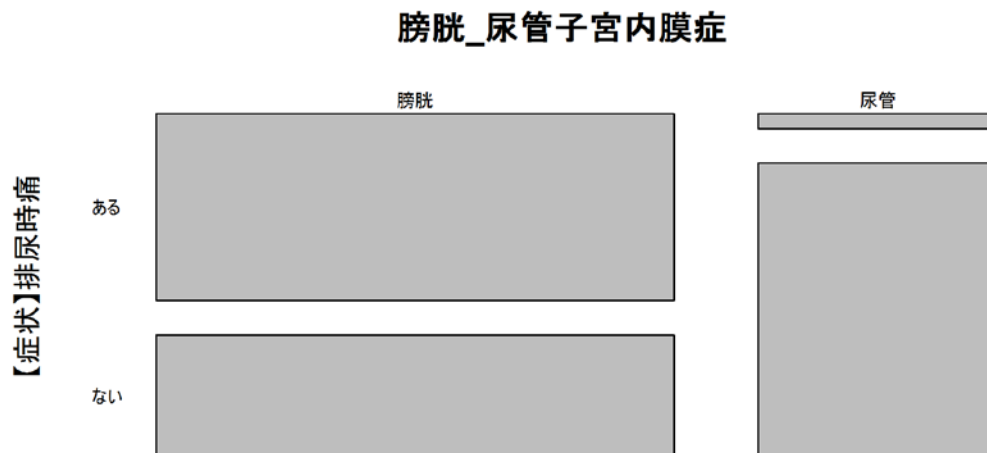 膀胱_尿管子宮内膜症
膀胱
尿管
【症状】排尿時痛
ある
ない